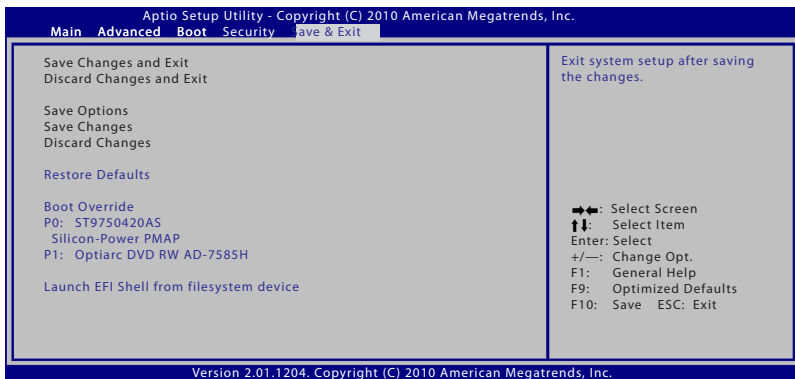 Aptio Setup Utility - Copyright (C) 2010 American Megatrends, Inc.
Main Advanced Boot Security Save & Exit
Save Changes and Exit
Discard Changes and Exit
Save Options
Save Changes
Discard Changes
Restore Defaults
Boot Override
P0: ST9750420AS
Silicon-Power PMAP
P1: Optiarc DVD RW AD-7585H
Launch EFI Shell from filesystem device
Exit system setup after saving
the changes.
➡⬅: Select Screen
⬆⬇: Select Item
Enter: Select
+/—: Change Opt.
F1: General Help
F9: Optimized Defaults
F10: Save ESC: Exit
Version 2.01.1204. Copyright (C) 2010 American Megatrends, Inc.